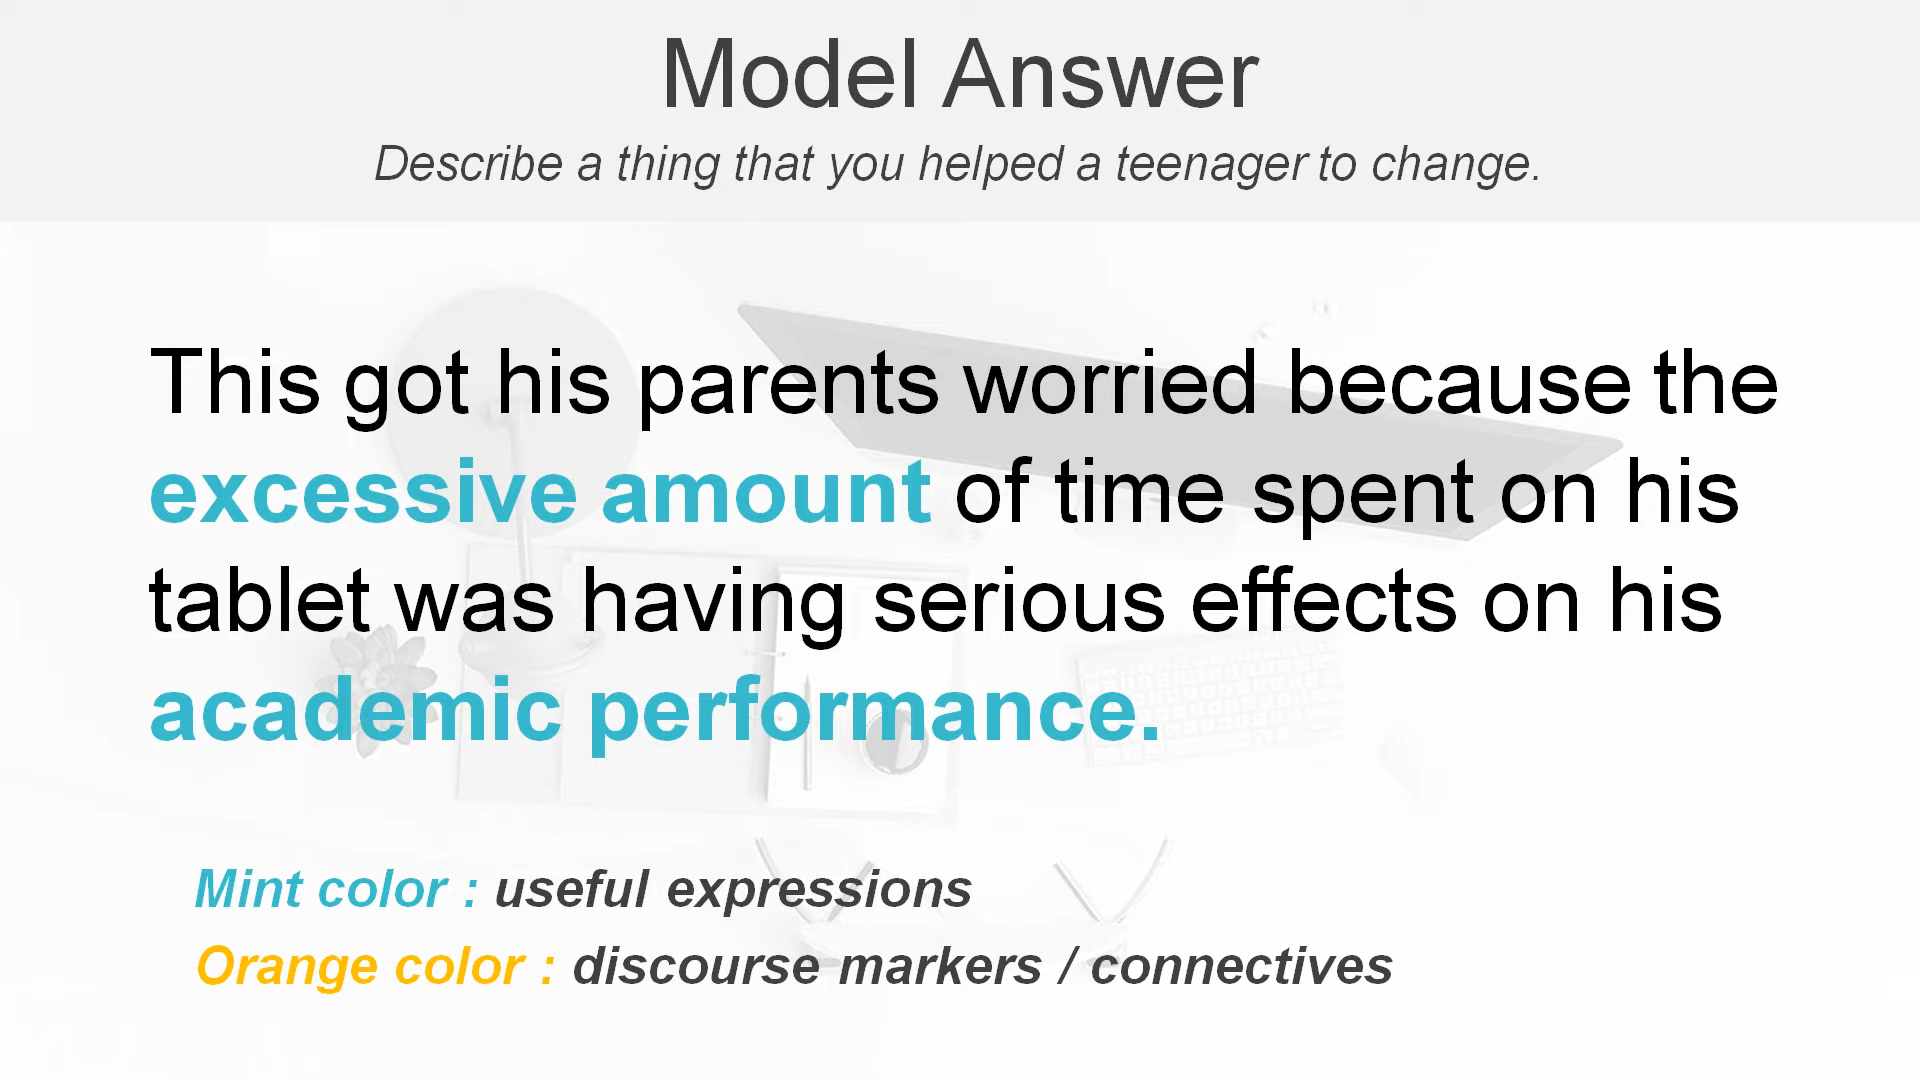 Model Answer
Describe a thing that you helped a teenager to change.
This got his parents worried because the
excessive amount of time spent on his
tablet was having serious effects on his
academic performance.
Mint color : useful expressions
Orange color : discourse markers / connectives